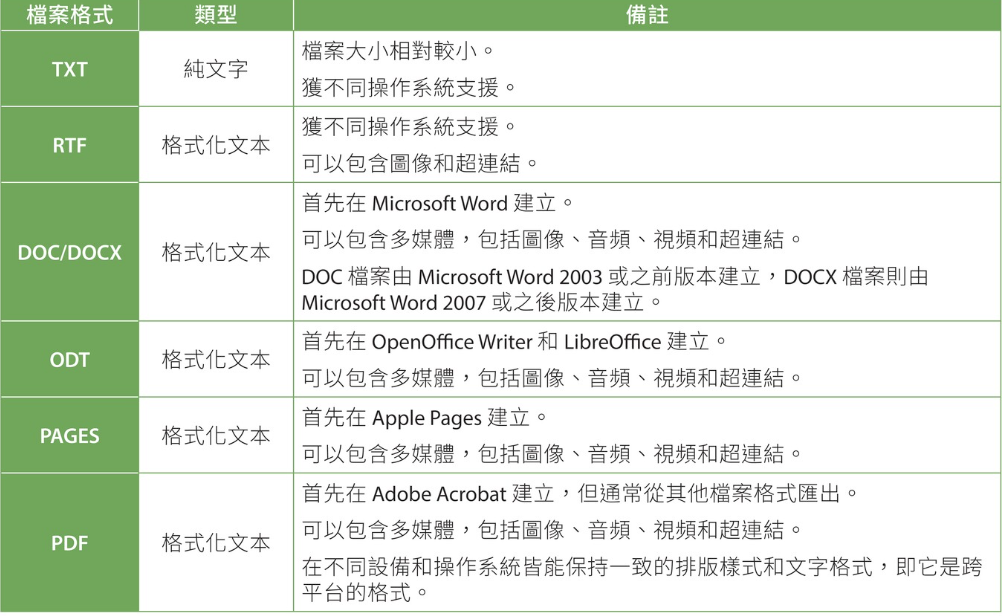 檔案格式 類型 備註
TXT 純文字 檔案大小相對較小。
獲不同操作系統支援。
RTF 格式化文本 獲不同操作系統支援。
可以包含圖像和超連結。
DOC/DOCX 格式化文本 首先在 Microsoft Word 建立。
可以包含多媒體，包括圖像、音頻、視頻和超連結。
DOC 檔案由 Microsoft Word 2003 或之前版本建立，DOCX 檔案則由
Microsoft Word 2007 或之後版本建立。
ODT 格式化文本 首先在 OpenOffice Writer 和 LibreOffice 建立。
可以包含多媒體，包括圖像、音頻、視頻和超連結。
PAGES 格式化文本 首先在 Apple Pages 建立。
可以包含多媒體，包括圖像、音頻、視頻和超連結。
PDF 格式化文本 首先在 Adobe Acrobat 建立，但通常從其他檔案格式匯出。
可以包含多媒體，包括圖像、音頻、視頻和超連結。
在不同設備和操作系統皆能保持一致的排版樣式和文字格式，即它是跨
平台的格式。